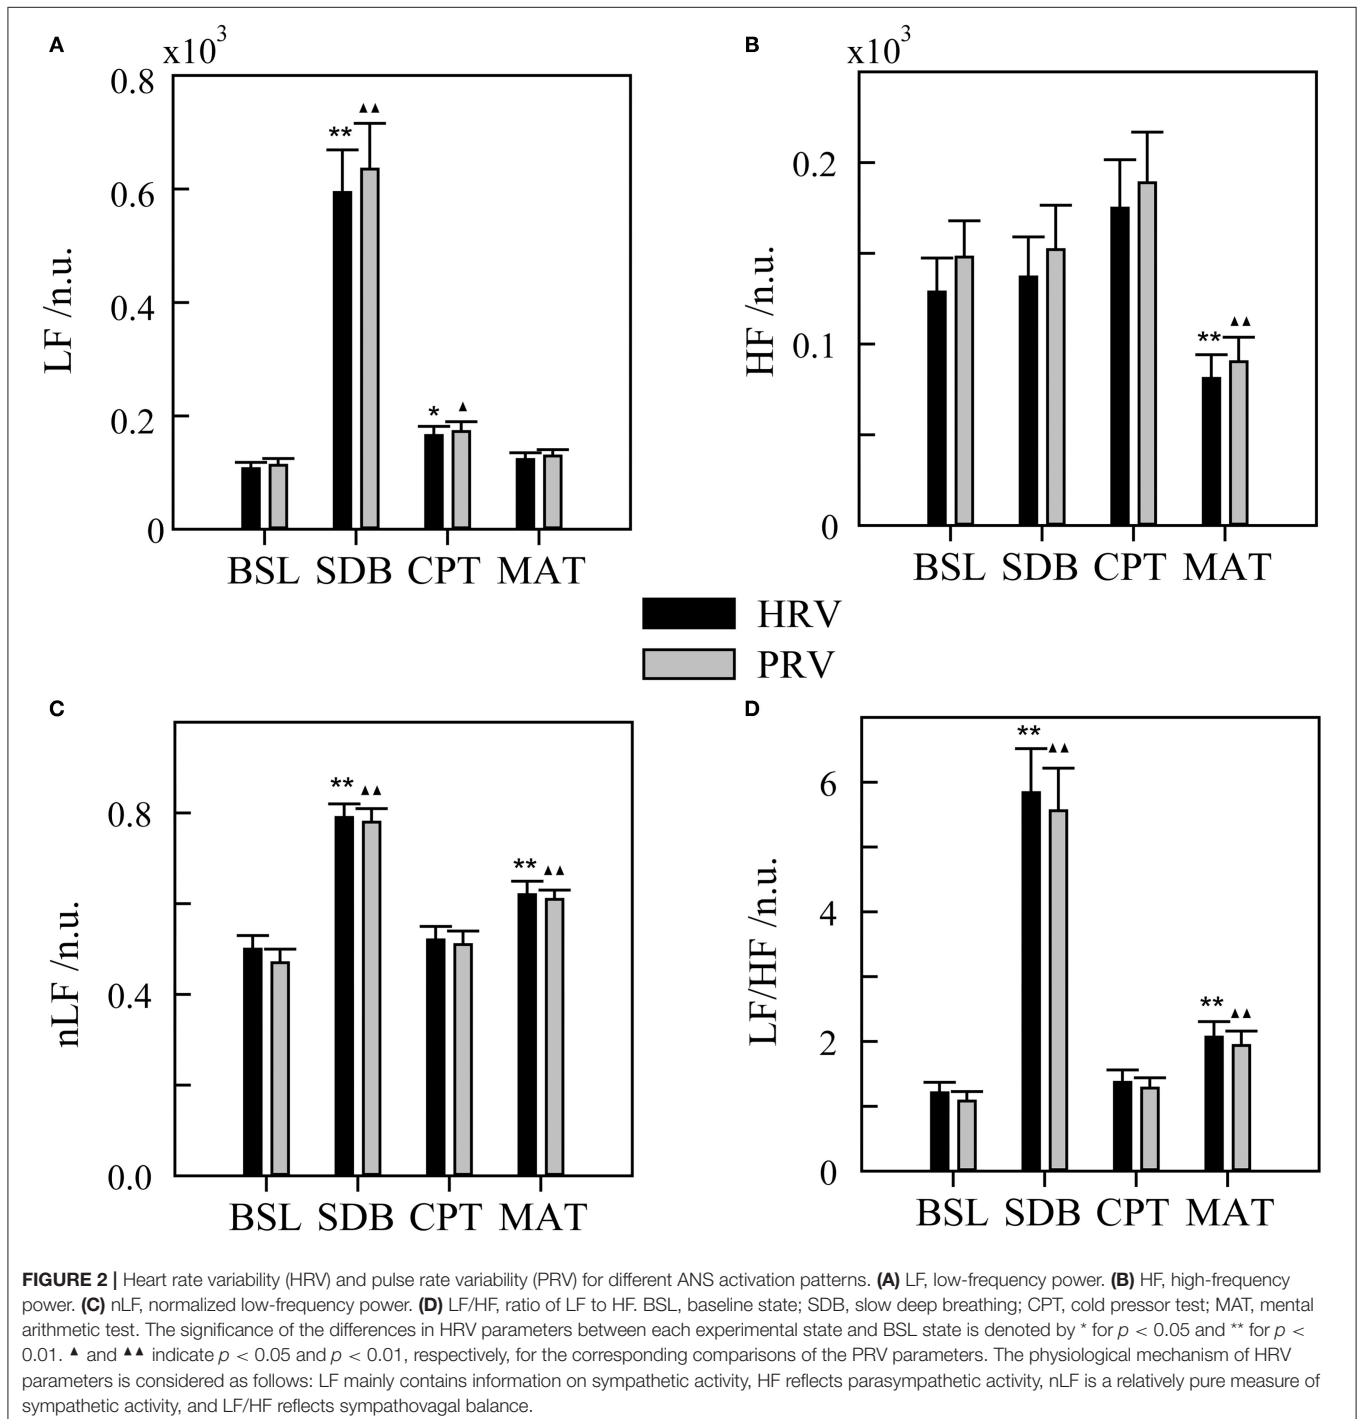 A
x10³
0.8
0.6
0.4
0.2
0
LF /n.u.
**
▲▲
*
▲
BSL SDB CPT MAT
B
x10³
0.2
0.1
0
HF /n.u.
**
▲▲
BSL SDB CPT MAT
HRV
PRV
C
0.8
0.4
0.0
nLF /n.u.
**
▲▲
**
▲▲
BSL SDB CPT MAT
D
6
4
2
0
LF/HF /n.u.
**
▲▲
**
▲▲
BSL SDB CPT MAT
FIGURE 2 | Heart rate variability (HRV) and pulse rate variability (PRV) for different ANS activation patterns. (A) LF, low-frequency power. (B) HF, high-frequency
power. (C) nLF, normalized low-frequency power. (D) LF/HF, ratio of LF to HF. BSL, baseline state; SDB, slow deep breathing; CPT, cold pressor test; MAT, mental
arithmetic test. The significance of the differences in HRV parameters between each experimental state and BSL state is denoted by * for p < 0.05 and ** for p <
0.01. ▲ and ▲▲ indicate p < 0.05 and p < 0.01, respectively, for the corresponding comparisons of the PRV parameters. The physiological mechanism of HRV
parameters is considered as follows: LF mainly contains information on sympathetic activity, HF reflects parasympathetic activity, nLF is a relatively pure measure of
sympathetic activity, and LF/HF reflects sympathovagal balance.